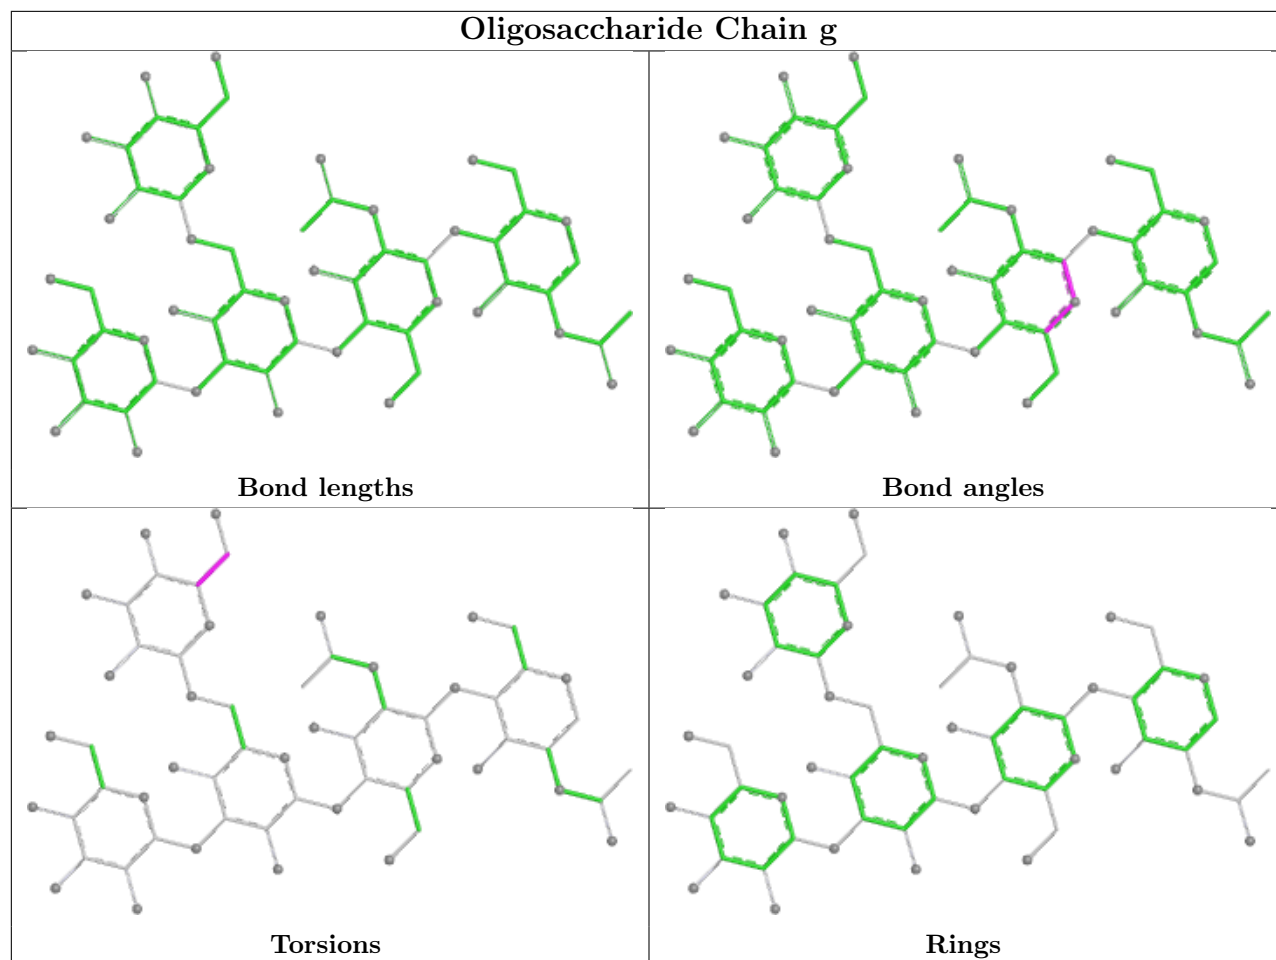 Oligosaccharide Chain g
Bond lengths
Bond angles
Torsions
Rings